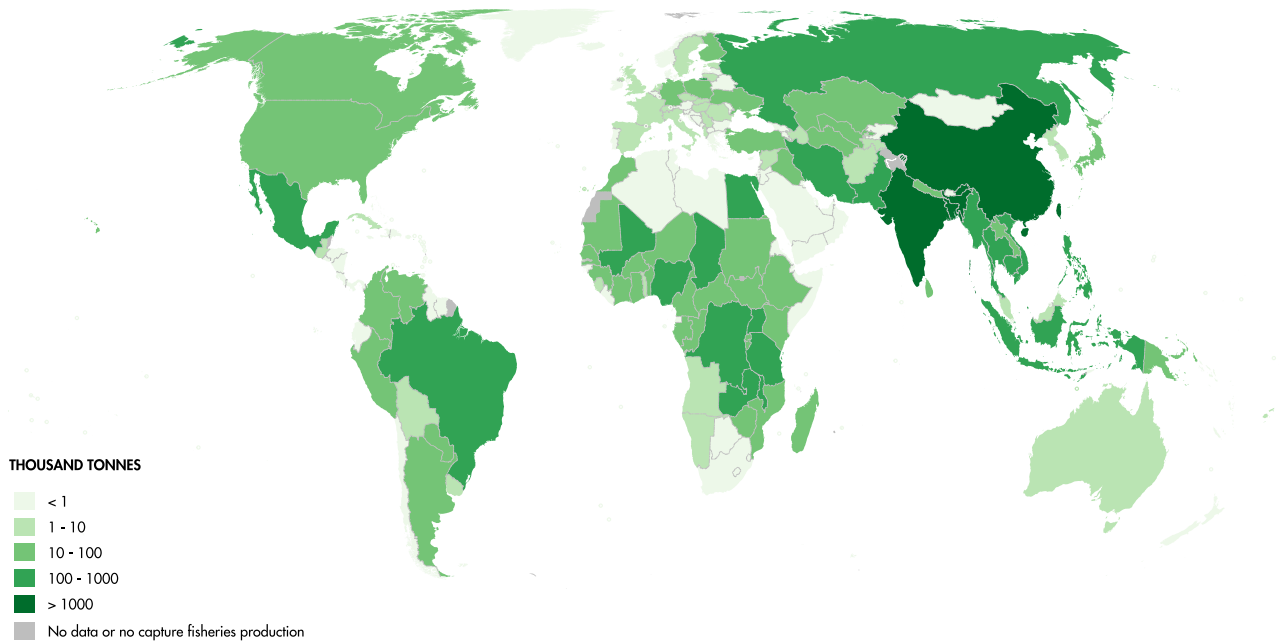 THOUSAND TONNES
< 1
1 - 10
10 - 100
100 - 1000
> 1000
No data or no capture fisheries production